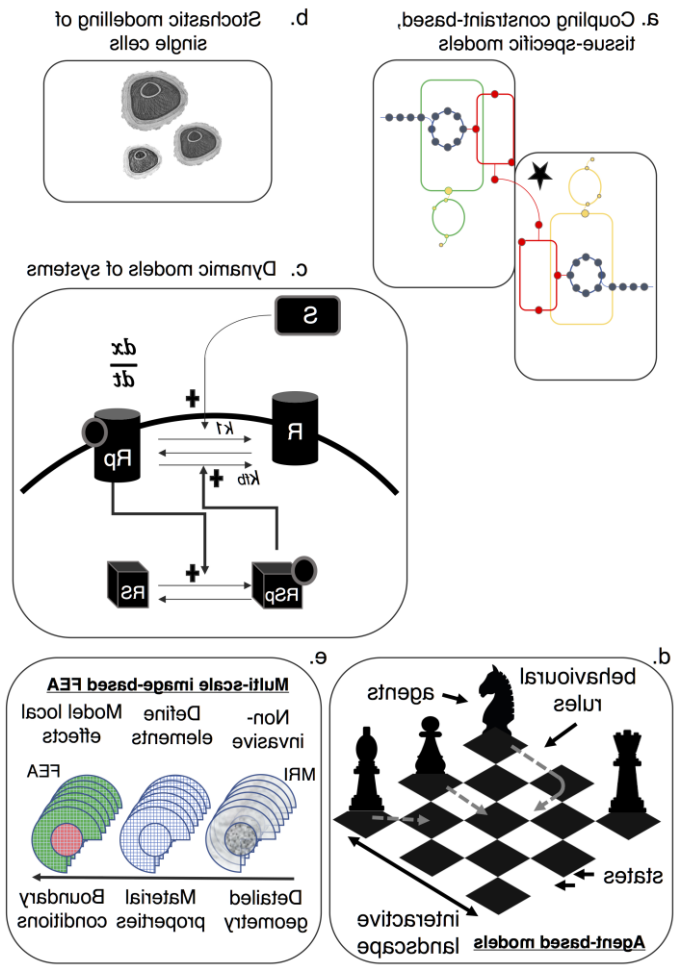 a. Coupling constraint-based,
tissue-specific models
b. Stochastic modelling of
single cells
c. Dynamic models of systems
S
dx
dt
+
R
k1
Rp
+
kfb
+
RS
RSp
d.
behavioural
rules
agents
states
interactive
landscape
Agent-based models
e.
Multi-scale image-based FEA
Non-
invasive
Define
elements
Model local
effects
MRI
FEA
Detailed
geometry
Material
properties
Boundary
conditions